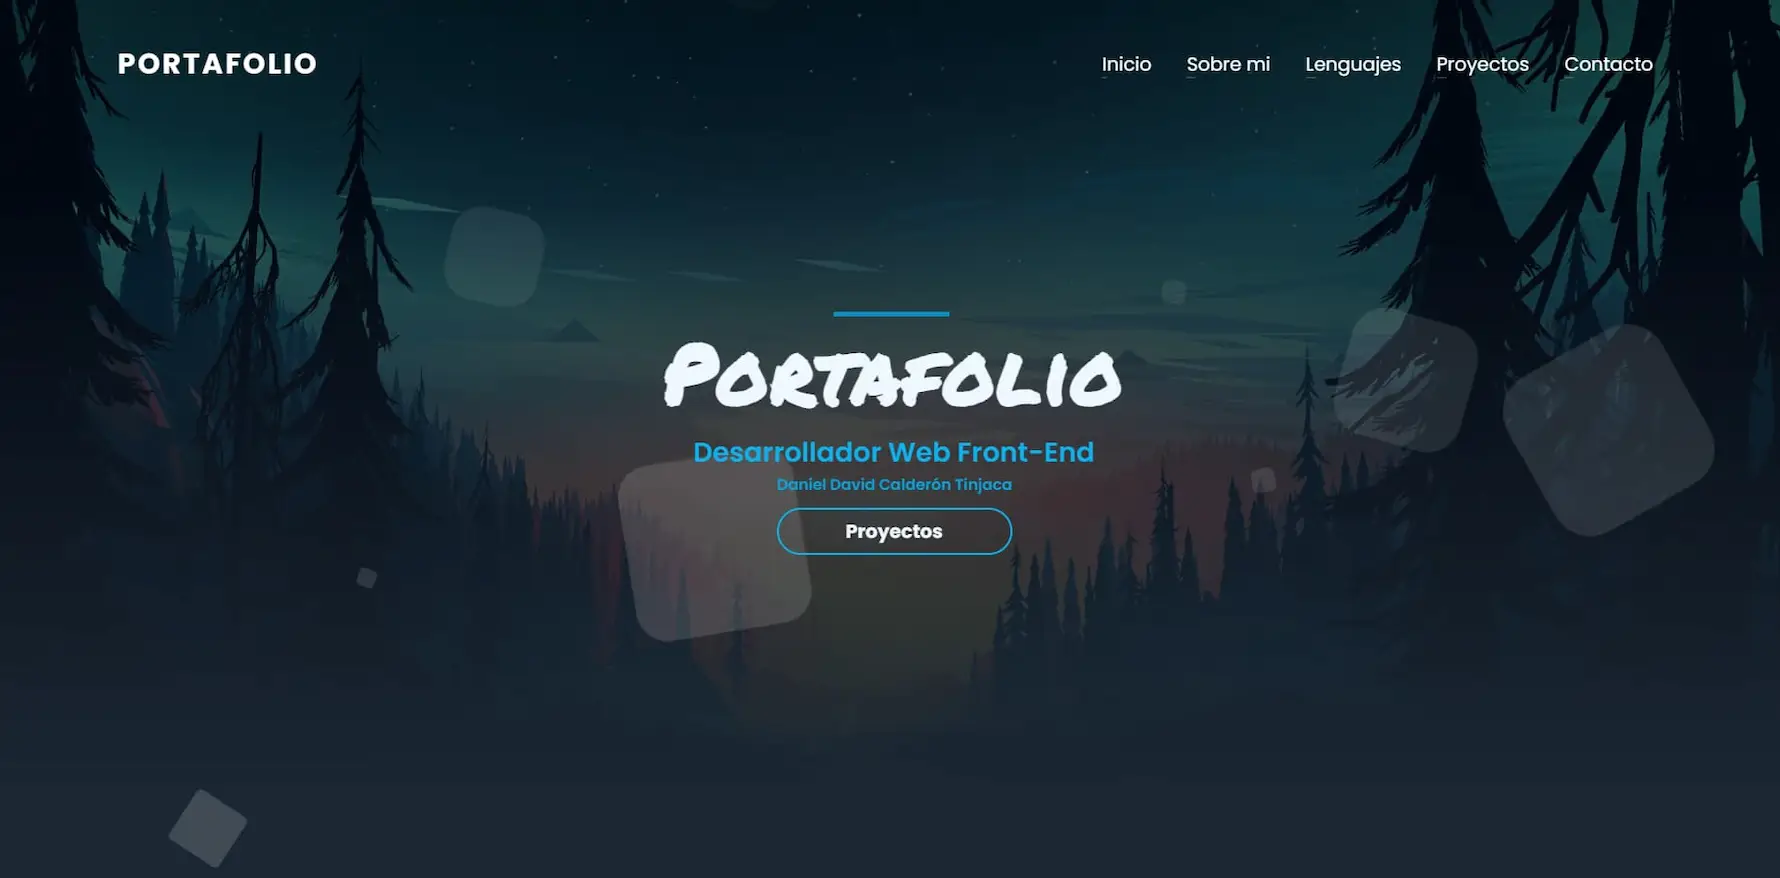 PORTAFOLIO
Inicio Sobre mi Lenguajes Proyectos Contacto
PORTAFOLIO
Desarrollador Web Front-End
Daniel David Calderón Tinjaca
Proyectos